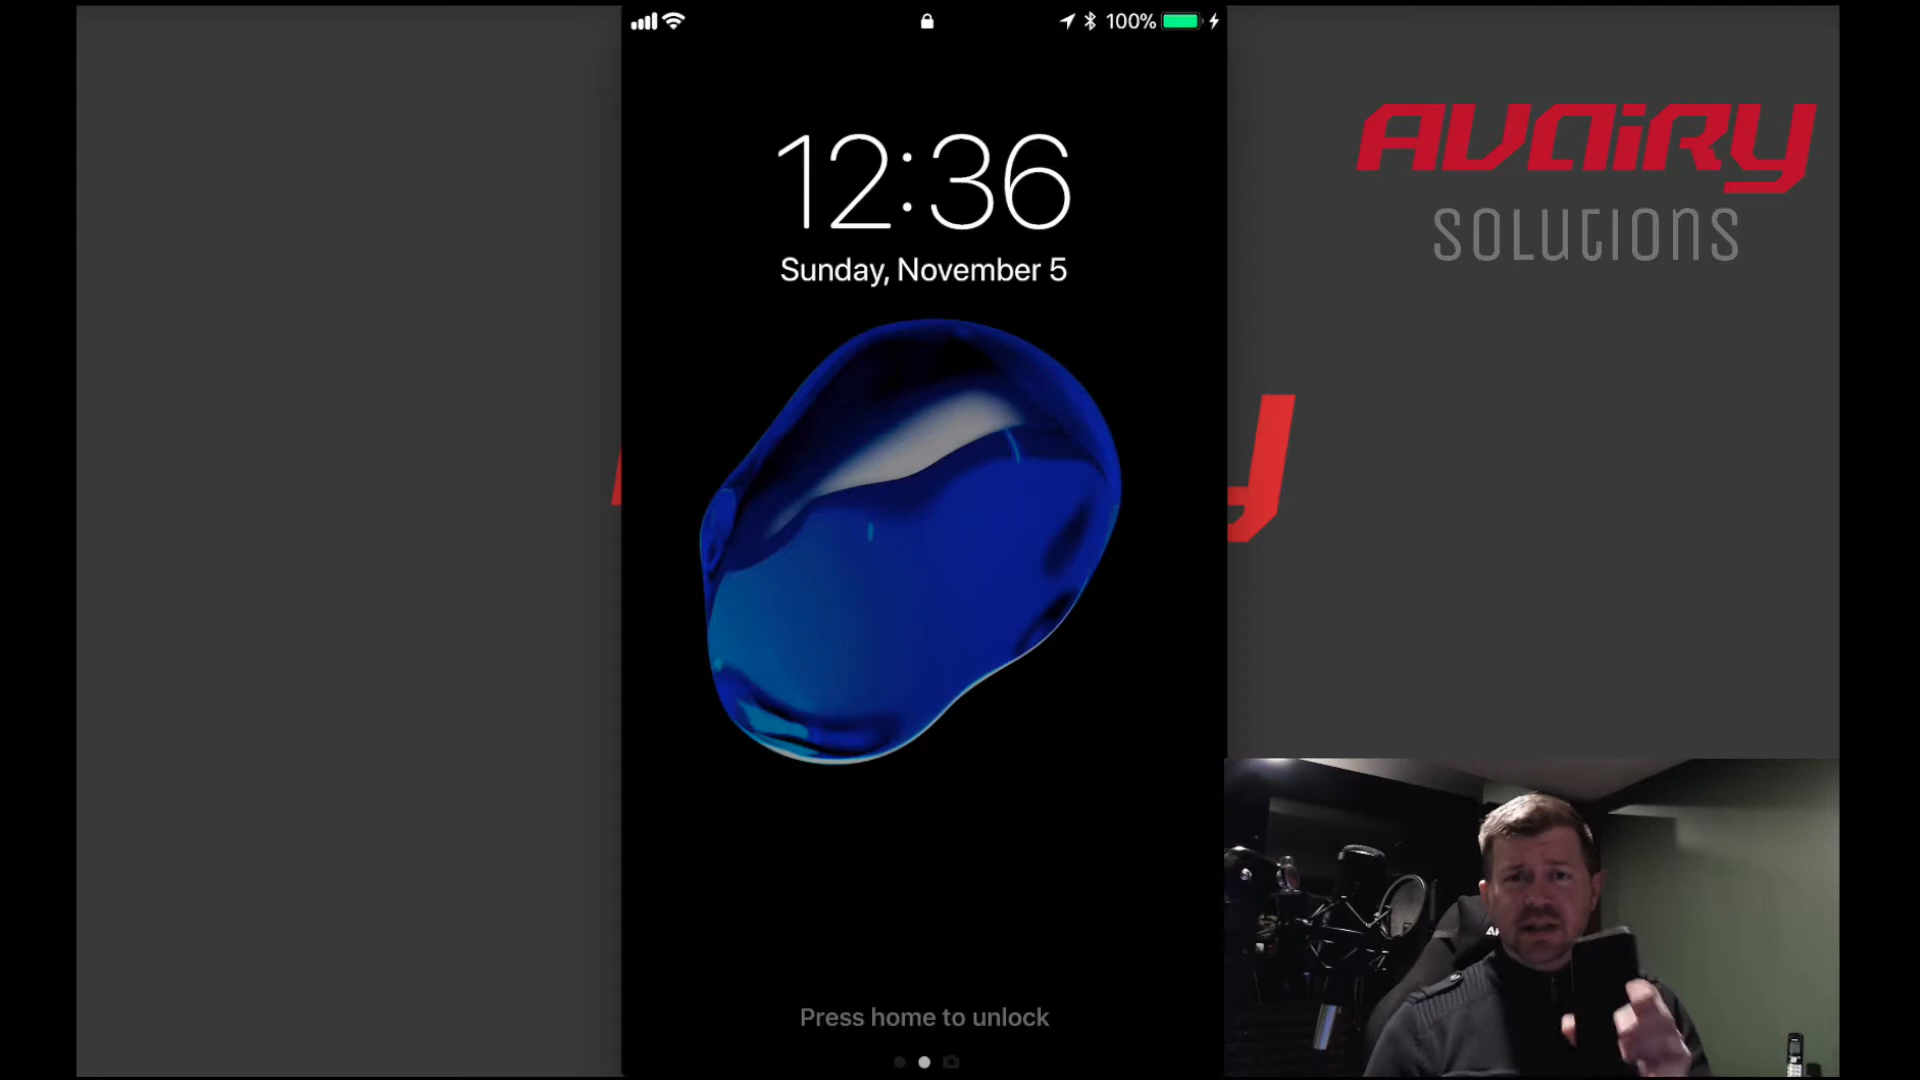 100%
12:36
Sunday, November 5
AVAIRY
SOLUTIONS
y
Press home to unlock